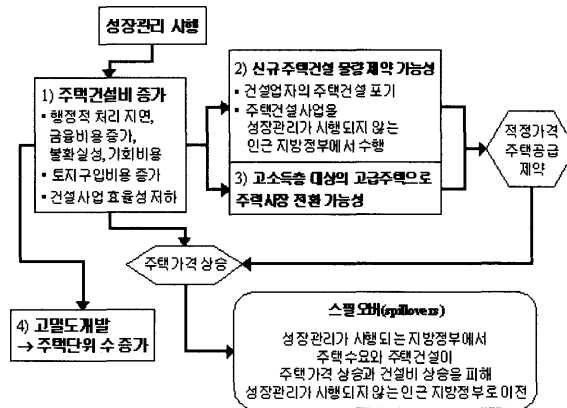 성장관리 시행
1) 주택건설비 증가
▪ 행정적 처리 지연,
금융비용 증가,
불확실성, 기회비용
▪ 토지구입비용 증가
▪ 건설사업 효율성 저하
2) 신규 주택건설 물량 제약 가능성
▪ 건설업자의 주택건설 포기
▪ 주택건설사업을
성장관리가 시행되지 않는
인근 지방정부에서 수행
3) 고소득층 대상의 고급주택으로
주력시장 전환 가능성
적정가격
주택공급
제약
주택가격 상승
4) 고밀도개발
→ 주택단위 수 증가
스필오버(spillovers)
성장관리가 시행되는 지방정부에서
주택수요와 주택건설이
주택가격 상승과 건설비 상승을 피해
성장관리가 시행되지 않는 인근 지방정부로 이전